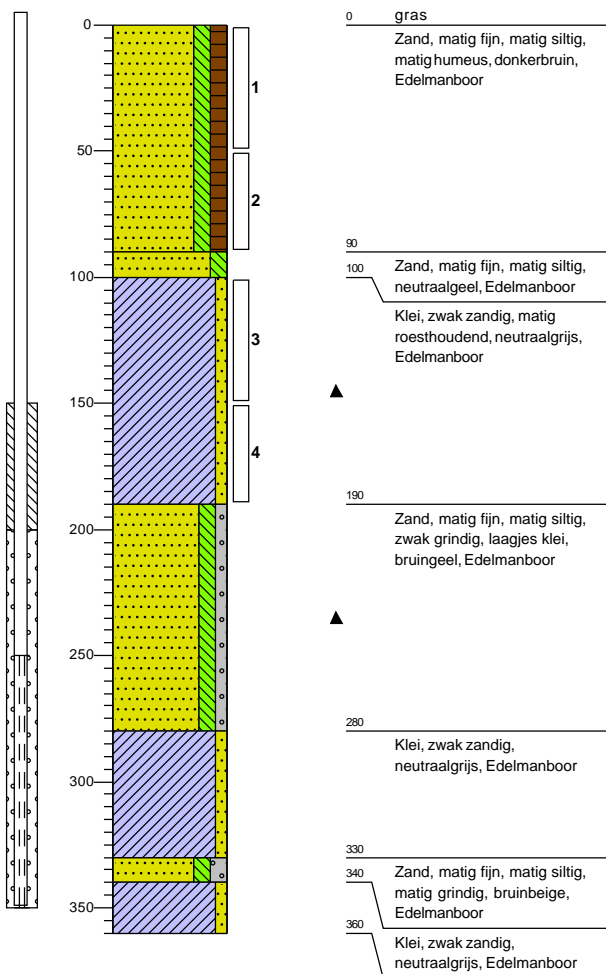 0
50
100
150
200
250
300
350
1
2
3
4
0 gras
Zand, matig fijn, matig siltig,
matig humeus, donkerbruin,
Edelmanboor
90
Zand, matig fijn, matig siltig,
neutraalgeel, Edelmanboor
100
Klei, zwak zandig, matig
roesthoudend, neutraalgrijs,
Edelmanboor
190
Zand, matig fijn, matig siltig,
zwak grindig, laagjes klei,
bruingeel, Edelmanboor
280
Klei, zwak zandig,
neutraalgrijs, Edelmanboor
330
Zand, matig fijn, matig siltig,
matig grindig, bruinbeige,
Edelmanboor
340
Klei, zwak zandig,
neutraalgrijs, Edelmanboor
360